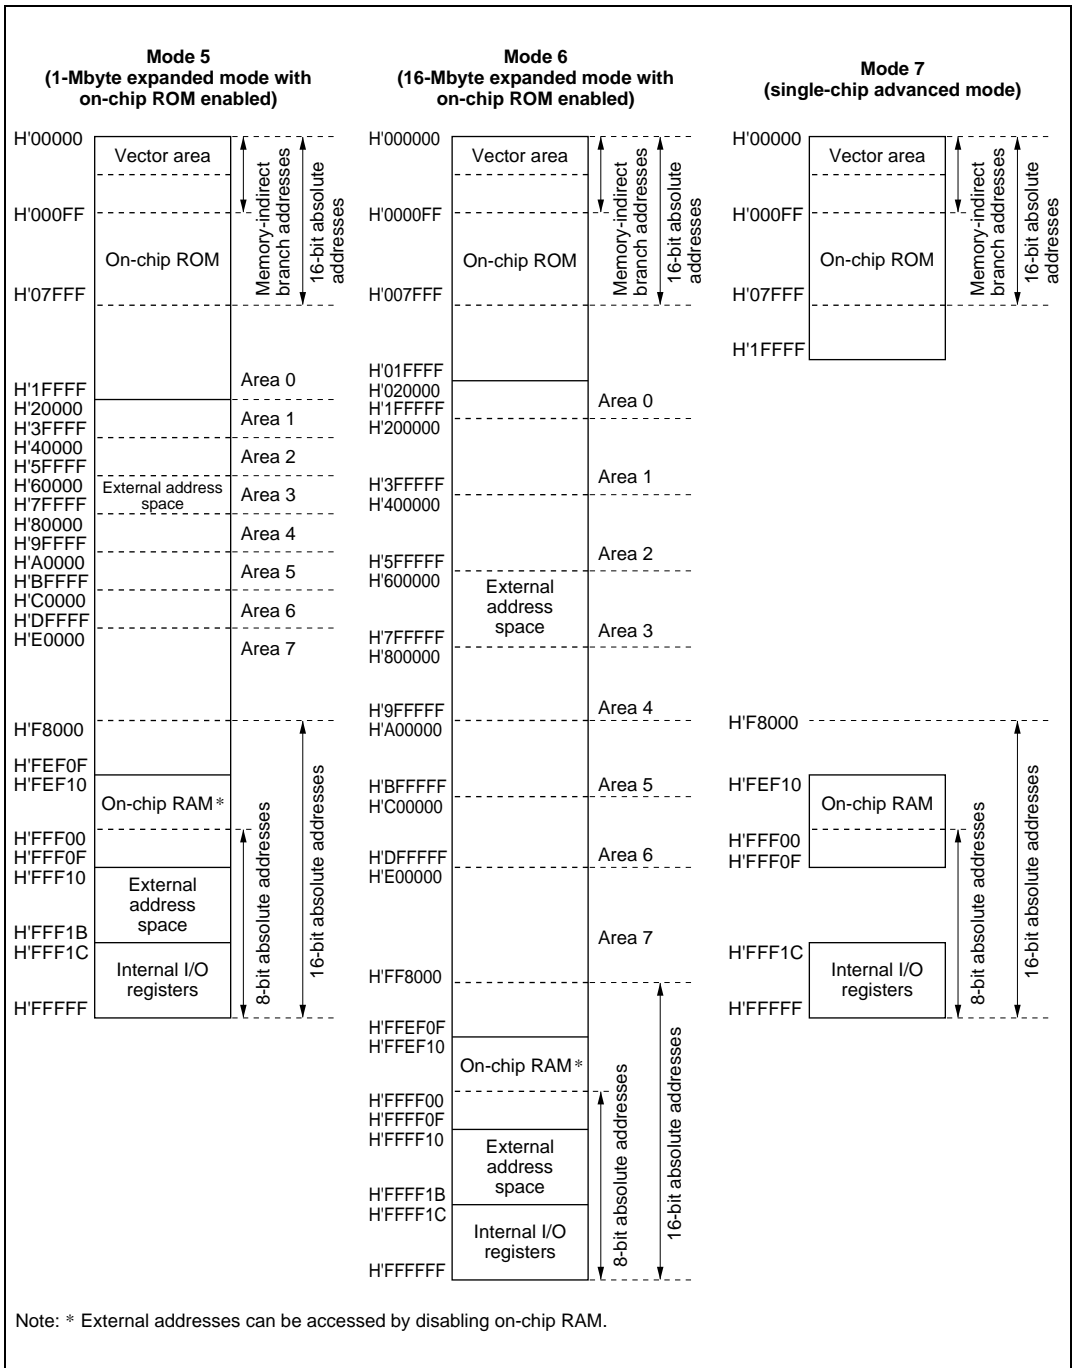 Mode 5
(1-Mbyte expanded mode with
on-chip ROM enabled)
H'00000
Vector area
H'000FF
On-chip ROM
H'07FFF
Memory-indirect
branch addresses
16-bit absolute
addresses
H'1FFFF
H'20000
H'3FFFF
H'40000
H'5FFFF
H'60000
H'7FFFF
H'80000
H'9FFFF
H'A0000
H'BFFFF
H'C0000
H'DFFFF
H'E0000
External address
space
Area 0
Area 1
Area 2
Area 3
Area 4
Area 5
Area 6
Area 7
H'F8000
H'FEF0F
H'FEF10
On-chip RAM*
H'FFF00
H'FFF0F
H'FFF10
External
address
space
H'FFF1B
H'FFF1C
Internal I/O
registers
H'FFFFF
8-bit absolute addresses
16-bit absolute addresses
Mode 6
(16-Mbyte expanded mode with
on-chip ROM enabled)
H'000000
Vector area
H'0000FF
On-chip ROM
H'007FFF
Memory-indirect
branch addresses
16-bit absolute
addresses
H'01FFFF
H'020000
H'1FFFFF
H'200000
H'3FFFFF
H'400000
H'5FFFFF
H'600000
External
address
space
H'7FFFFF
H'800000
H'9FFFFF
H'A00000
H'BFFFFF
H'C00000
H'DFFFFF
H'E00000
Area 0
Area 1
Area 2
Area 3
Area 4
Area 5
Area 6
Area 7
H'FF8000
H'FFEF0F
H'FFEF10
On-chip RAM*
H'FFFF00
H'FFFF0F
H'FFFF10
External
address
space
H'FFFF1B
H'FFFF1C
Internal I/O
registers
H'FFFFFF
8-bit absolute addresses
16-bit absolute addresses
Mode 7
(single-chip advanced mode)
H'00000
Vector area
H'000FF
On-chip ROM
H'07FFF
Memory-indirect
branch addresses
16-bit absolute
addresses
H'1FFFF
H'F8000
H'FEF10
On-chip RAM
H'FFF00
H'FFF0F
H'FFF1C
Internal I/O
registers
H'FFFFF
8-bit absolute addresses
16-bit absolute addresses
Note: * External addresses can be accessed by disabling on-chip RAM.